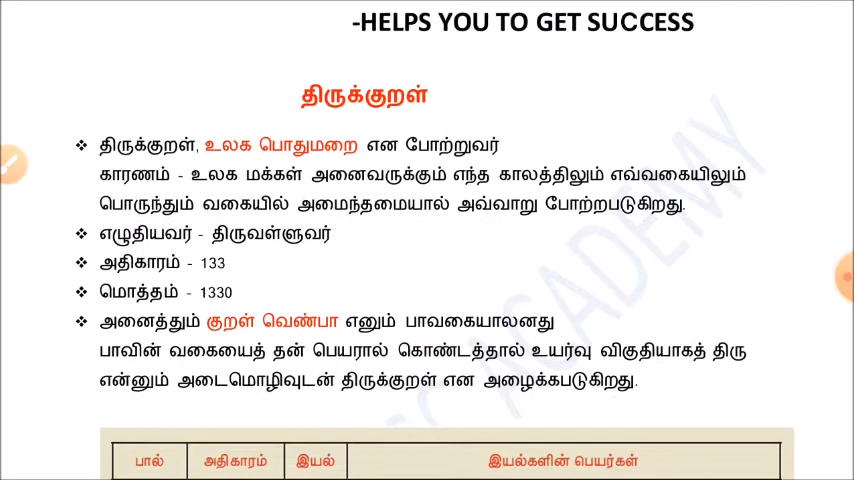 -HELPS YOU TO GET SUCCESS
திருக்குறள்
❖ திருக்குறள், உலக பொதுமறை என போற்றுவர்
காரணம் - உலக மக்கள் அனைவருக்கும் எந்த காலத்திலும் எவ்வகையிலும்
பொருந்தும் வகையில் அமைந்தமையால் அவ்வாறு போற்றபடுகிறது.
❖ எழுதியவர் - திருவள்ளுவர்
❖ அதிகாரம் - 133
❖ மொத்தம் - 1330
❖ அனைத்தும் குறள் வெண்பா எனும் பாவகையாலனது
பாவின் வகையைத் தன் பெயரால் கொண்டத்தால் உயர்வு விகுதியாகத் திரு
என்னும் அடைமொழிவுடன் திருக்குறள் என அழைக்கபடுகிறது.
SC ACADEMY
பால் அதிகாரம் இயல் இயல்களின் பெயர்கள்